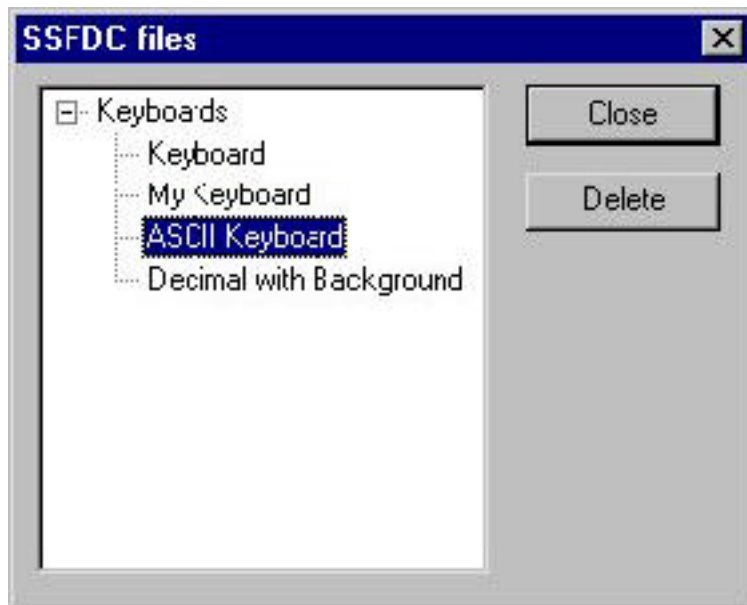 SSFDC files
Keyboards
Keyboard
My Keyboard
ASCII Keyboard
Decimal with Background
Close
Delete